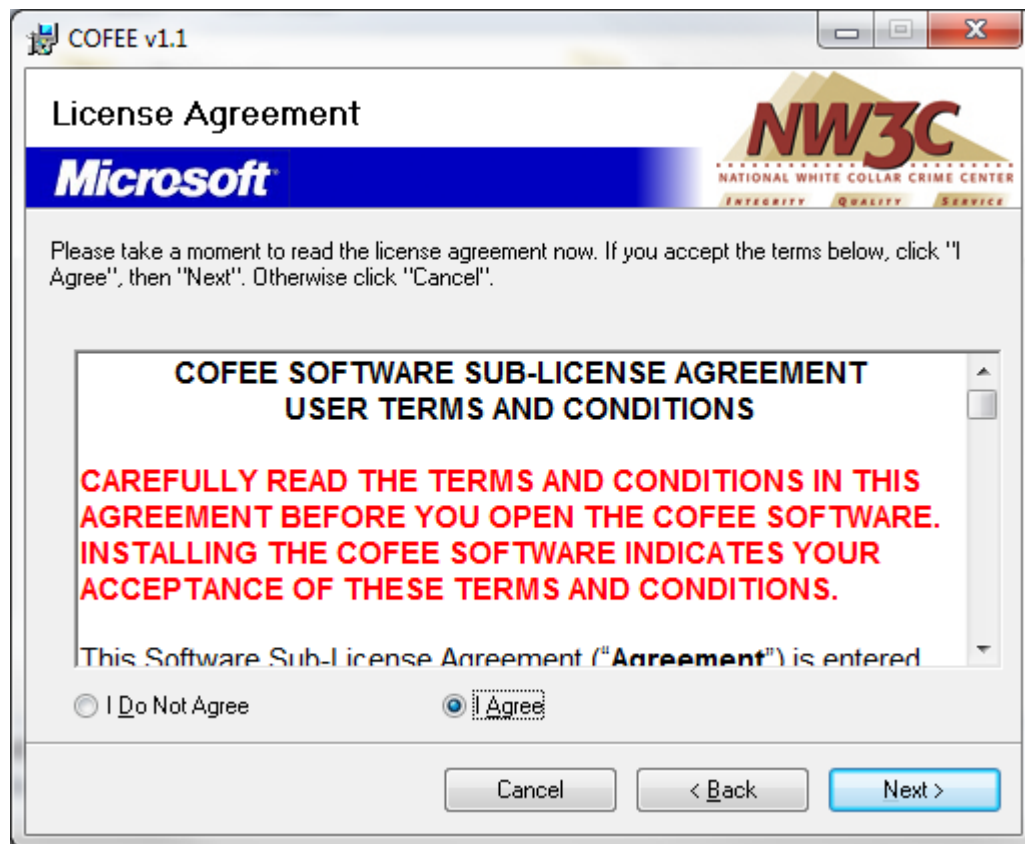 COFEE v1.1
License Agreement
Microsoft
NW3C
NATIONAL WHITE COLLAR CRIME CENTER
INTEGRITY QUALITY SERVICE
Please take a moment to read the license agreement now. If you accept the terms below, click "I
Agree", then "Next". Otherwise click "Cancel".
COFEE SOFTWARE SUB-LICENSE AGREEMENT
USER TERMS AND CONDITIONS
CAREFULLY READ THE TERMS AND CONDITIONS IN THIS
AGREEMENT BEFORE YOU OPEN THE COFEE SOFTWARE.
INSTALLING THE COFEE SOFTWARE INDICATES YOUR
ACCEPTANCE OF THESE TERMS AND CONDITIONS.
This Software Sub-License Agreement (“Agreement”) is entered
I Do Not Agree I Agree
Cancel < Back Next >